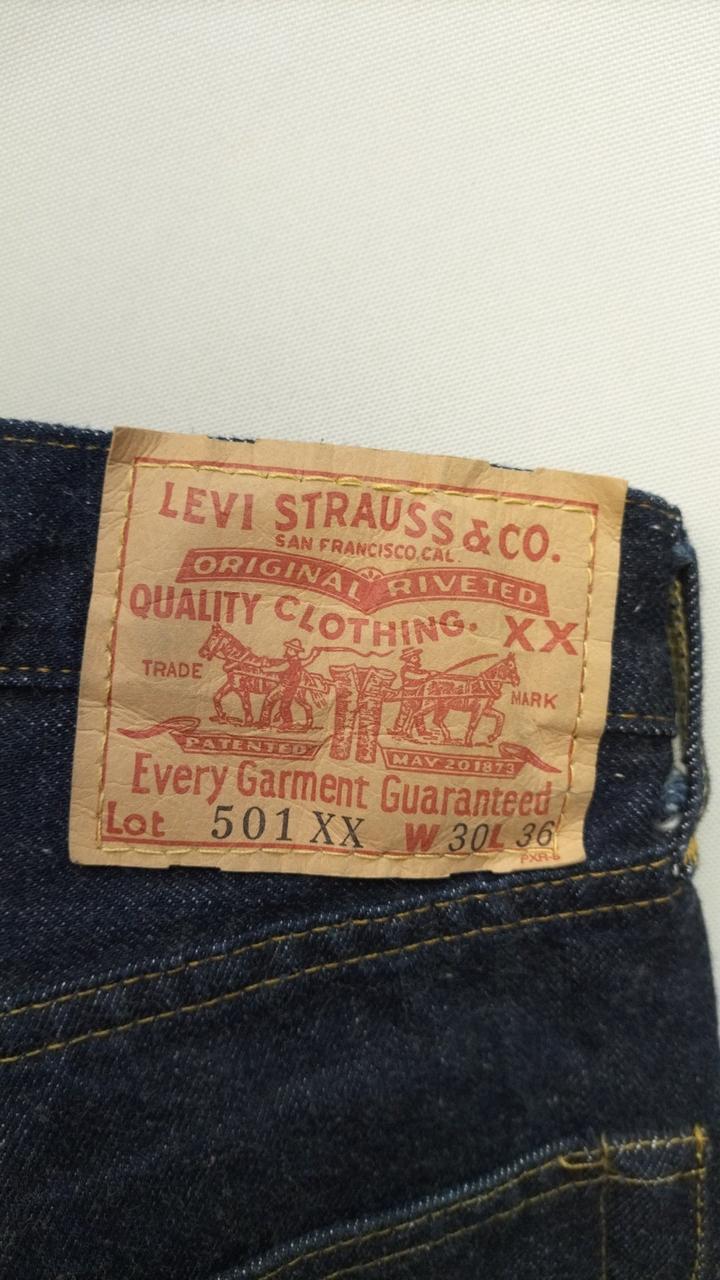 LEVI STRAUSS & CO.
SAN FRANCISCO, CAL.
ORIGINAL RIVETED
QUALITY CLOTHING.
XX
TRADE MARK
PATENTED MAY 20 1873
Every Garment Guaranteed
Lot 501 XX W 30 L 36